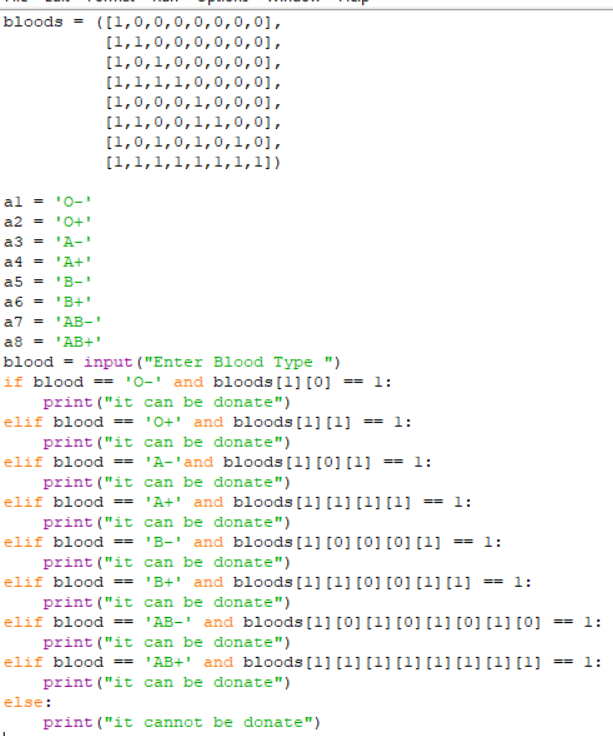 bloods = ([1,0,0,0,0,0,0,0],
          [1,1,0,0,0,0,0,0],
          [1,0,1,0,0,0,0,0],
          [1,1,1,1,0,0,0,0],
          [1,0,0,0,1,0,0,0],
          [1,1,0,0,1,1,0,0],
          [1,0,1,0,1,0,1,0],
          [1,1,1,1,1,1,1,1])
a1 = 'O-'
a2 = 'O+'
a3 = 'A-'
a4 = 'A+'
a5 = 'B-'
a6 = 'B+'
a7 = 'AB-'
a8 = 'AB+'
blood = input("Enter Blood Type ")
if blood == 'O-' and bloods[1][0] == 1:
    print("it can be donate")
elif blood == 'O+' and bloods[1][1] == 1:
    print("it can be donate")
elif blood == 'A-'and bloods[1][0][1] == 1:
    print("it can be donate")
elif blood == 'A+' and bloods[1][1][1][1] == 1:
    print("it can be donate")
elif blood == 'B-' and bloods[1][0][0][0][1] == 1:
    print("it can be donate")
elif blood == 'B+' and bloods[1][1][0][0][1][1] == 1:
    print("it can be donate")
elif blood == 'AB-' and bloods[1][0][1][0][1][0][1][0] == 1:
    print("it can be donate")
elif blood == 'AB+' and bloods[1][1][1][1][1][1][1][1] == 1:
    print("it can be donate")
else:
    print("it cannot be donate")